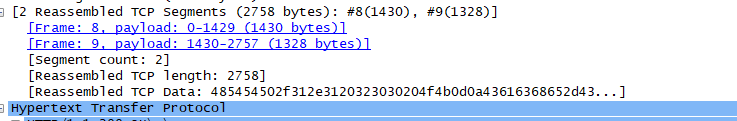 [2 Reassembled TCP Segments (2758 bytes): #8(1430), #9(1328)]
[Frame: 8, payload: 0-1429 (1430 bytes)]
[Frame: 9, payload: 1430-2757 (1328 bytes)]
[Segment count: 2]
[Reassembled TCP length: 2758]
[Reassembled TCP Data: 485454502f312e3120323030204f4b0d0a43616368652d43...]
Hypertext Transfer Protocol